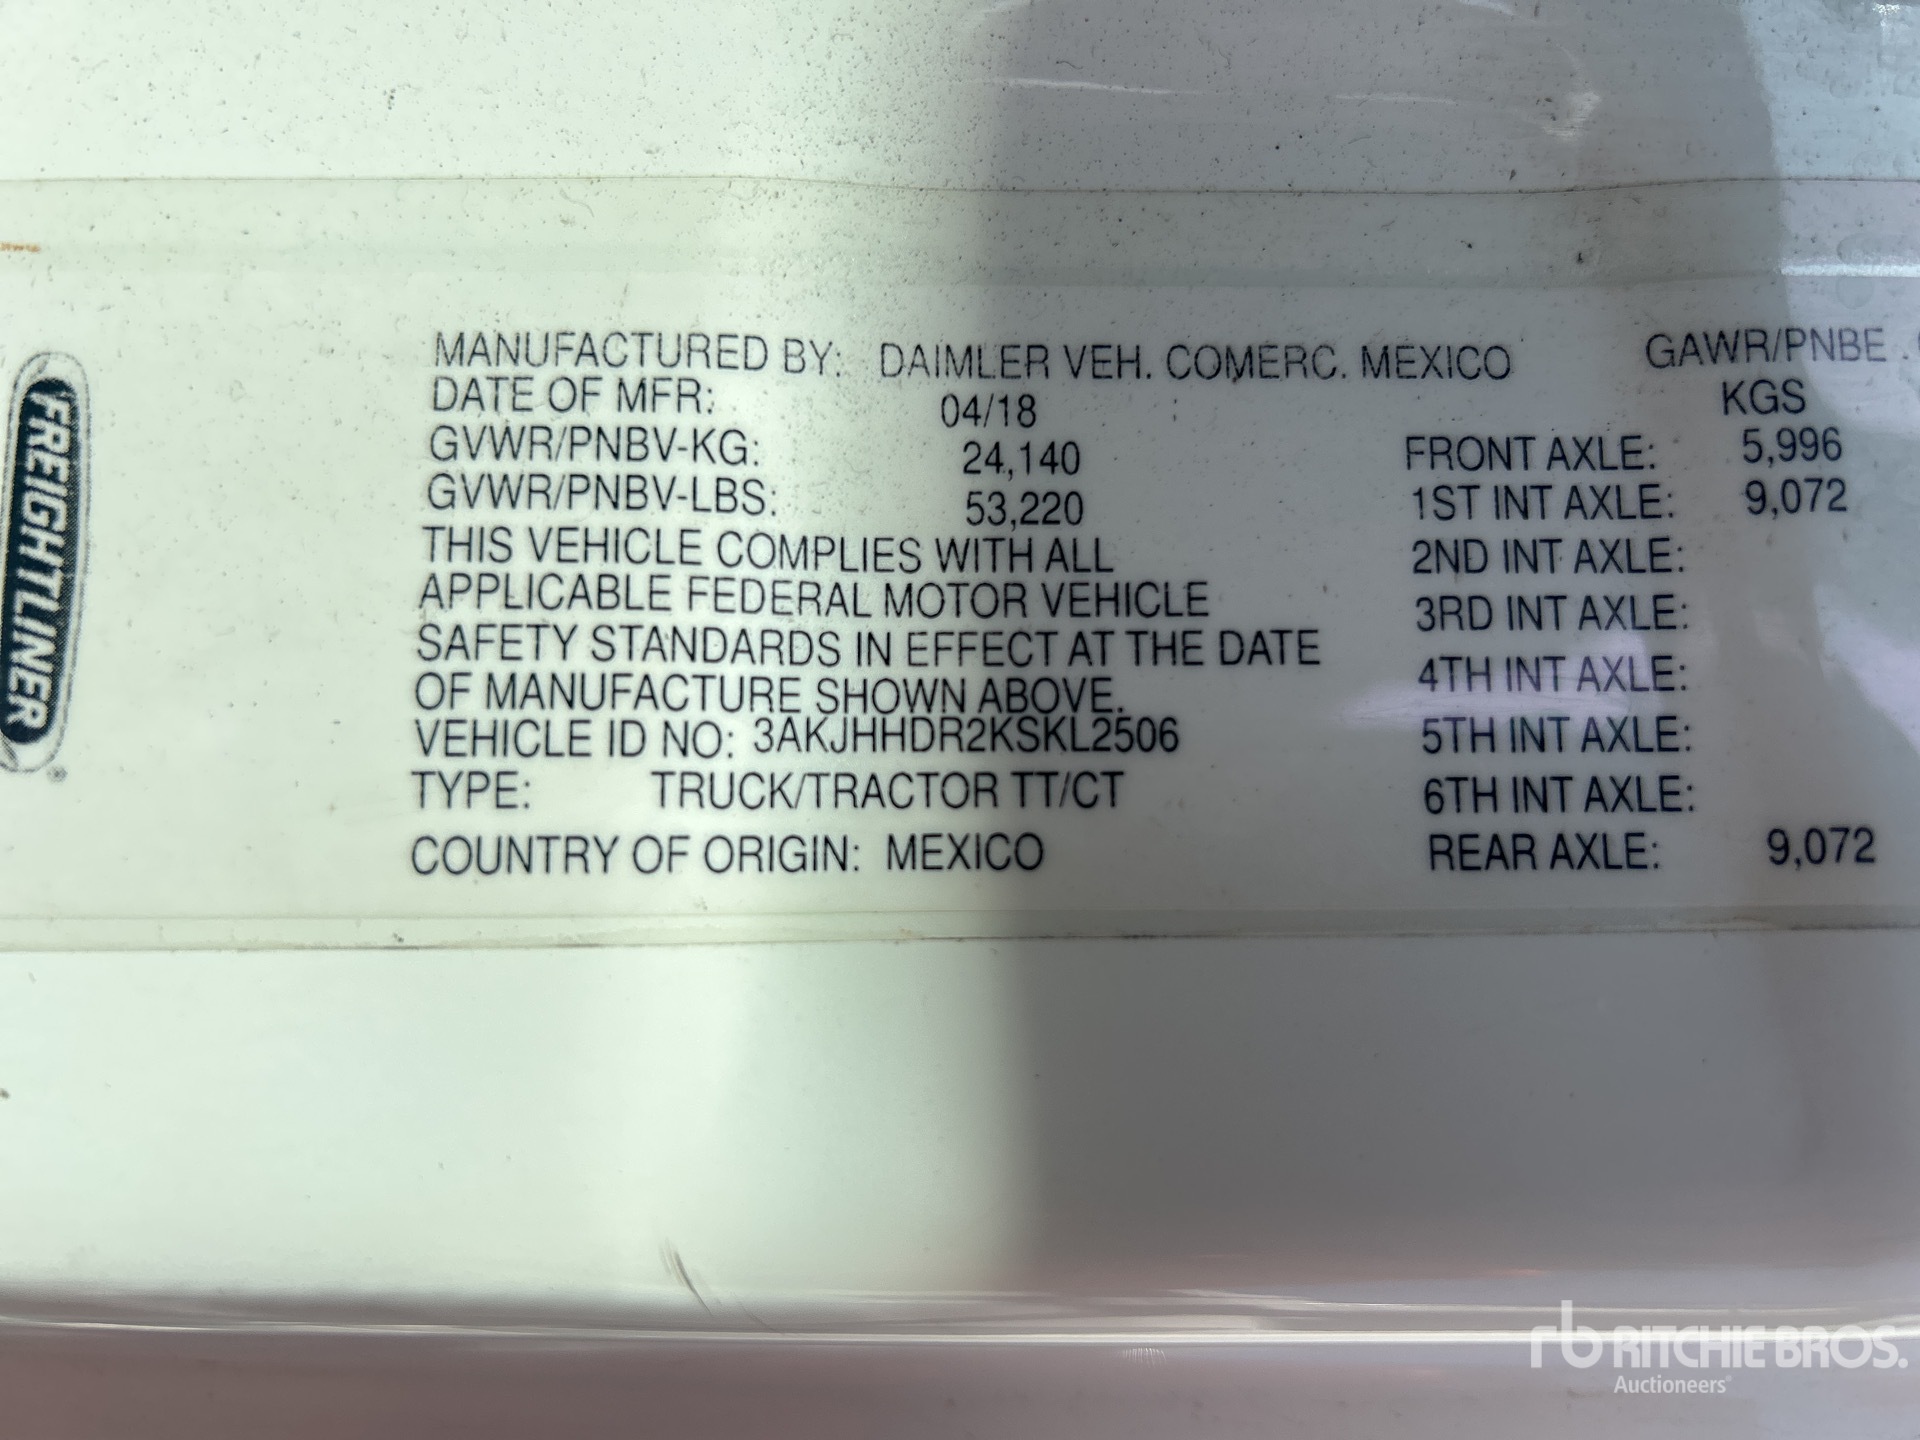 FREIGHTLINER
MANUFACTURED BY: DAIMLER VEH. COMERC. MEXICO
DATE OF MFR: 04/18
GVWR/PNBV-KG: 24,140
GVWR/PNBV-LBS: 53,220
THIS VEHICLE COMPLIES WITH ALL
APPLICABLE FEDERAL MOTOR VEHICLE
SAFETY STANDARDS IN EFFECT AT THE DATE
OF MANUFACTURE SHOWN ABOVE.
VEHICLE ID NO: 3AKJHHDR2KSKL2506
TYPE: TRUCK/TRACTOR TT/CT
COUNTRY OF ORIGIN: MEXICO
GAWR/PNBE
KGS
FRONT AXLE: 5,996
1ST INT AXLE: 9,072
2ND INT AXLE:
3RD INT AXLE:
4TH INT AXLE:
5TH INT AXLE:
6TH INT AXLE:
REAR AXLE: 9,072
rb RITCHIE BROS.
Auctioneers